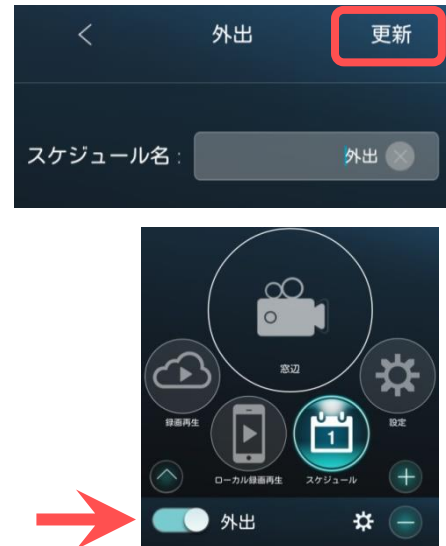 外出 更新
スケジュール名 : 外出
窓辺
録画再生 設定
1
ローカル録画再生 スケジュール
外出